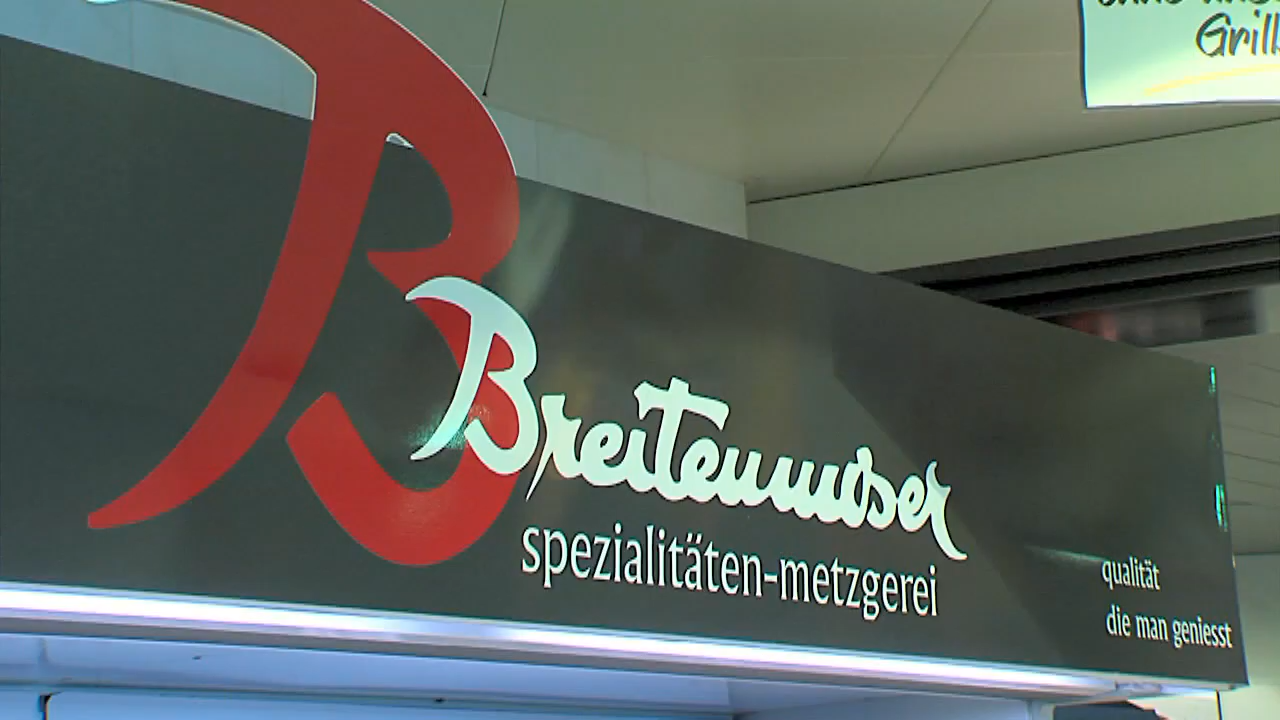 Grill
B
Breitenmoser
spezialitäten-metzgerei
qualität
die man geniesst